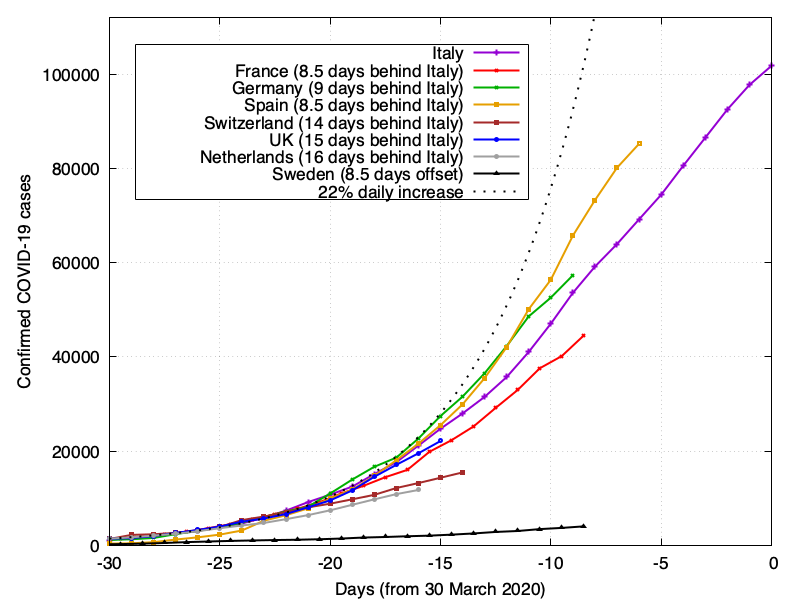 Italy
France (8.5 days behind Italy)
Germany (9 days behind Italy)
Spain (8.5 days behind Italy)
Switzerland (14 days behind Italy)
UK (15 days behind Italy)
Netherlands (16 days behind Italy)
Sweden (8.5 days offset)
22% daily increase
100000
80000
60000
40000
20000
0
Confirmed COVID-19 cases
-30 -25 -20 -15 -10 -5 0
Days (from 30 March 2020)